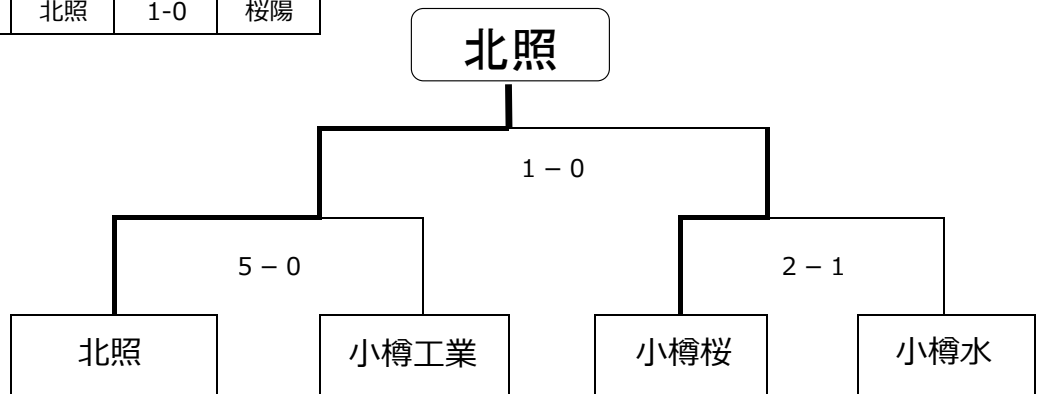 北照 1-0 桜陽
北照
1 – 0
5 – 0
2 – 1
北照
小樽工業
小樽桜
小樽水